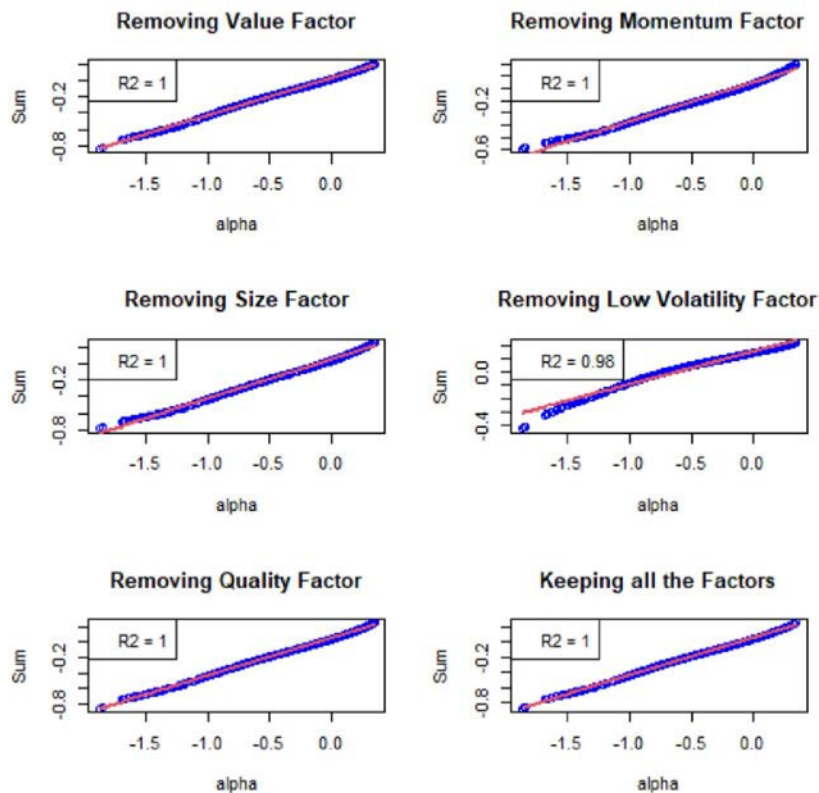 Removing Value Factor
R2 = 1
Sum
-0.2
-0.8
-1.5 -1.0 -0.5 0.0
alpha
Removing Momentum Factor
R2 = 1
Sum
-0.2
-0.6
-1.5 -1.0 -0.5 0.0
alpha
Removing Size Factor
R2 = 1
Sum
-0.2
-0.8
-1.5 -1.0 -0.5 0.0
alpha
Removing Low Volatility Factor
R2 = 0.98
Sum
0.0
-0.4
-1.5 -1.0 -0.5 0.0
alpha
Removing Quality Factor
R2 = 1
Sum
-0.2
-0.8
-1.5 -1.0 -0.5 0.0
alpha
Keeping all the Factors
R2 = 1
Sum
-0.2
-0.8
-1.5 -1.0 -0.5 0.0
alpha